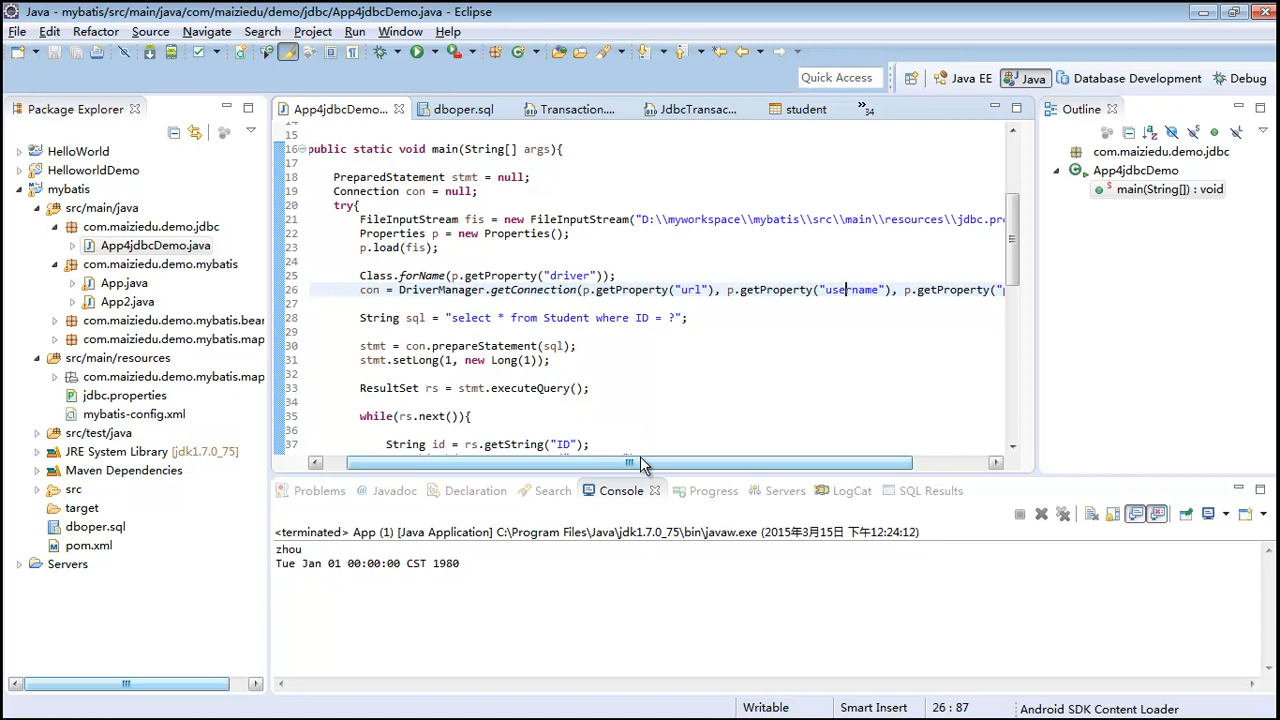 Java - mybatis/src/main/java/com/maiziedu/demo/jdbc/App4jdbcDemo.java - Eclipse
File Edit Refactor Source Navigate Search Project Run Window Help
Quick Access Java EE Java Database Development Debug
Package Explorer
HelloWorld
HelloworldDemo
mybatis
src/main/java
com.maiziedu.demo.jdbc
App4jdbcDemo.java
com.maiziedu.demo.mybatis
App.java
App2.java
com.maiziedu.demo.mybatis.bear
com.maiziedu.demo.mybatis.map
src/main/resources
com.maiziedu.demo.mybatis.map
jdbc.properties
mybatis-config.xml
src/test/java
JRE System Library [jdk1.7.0_75]
Maven Dependencies
src
target
dboper.sql
pom.xml
Servers
App4jdbcDemo... dboper.sql Transaction.... JdbcTransac... student 34
15
16 public static void main(String[] args){
17
18 PreparedStatement stmt = null;
19 Connection con = null;
20 try{
21 FileInputStream fis = new FileInputStream("D:\\myworkspace\\mybatis\\src\\main\\resources\\jdbc.pr
22 Properties p = new Properties();
23 p.load(fis);
24
25 Class.forName(p.getProperty("driver"));
26 con = DriverManager.getConnection(p.getProperty("url"), p.getProperty("username"), p.getProperty("p
27
28 String sql = "select * from Student where ID = ?";
29
30 stmt = con.prepareStatement(sql);
31 stmt.setLong(1, new Long(1));
32
33 ResultSet rs = stmt.executeQuery();
34
35 while(rs.next()){
36
37 String id = rs.getString("ID");
Outline
com.maiziedu.demo.jdbc
App4jdbcDemo
main(String[]) : void
Problems Javadoc Declaration Search Console Progress Servers LogCat SQL Results
<terminated> App (1) [Java Application] C:\Program Files\Java\jdk1.7.0_75\bin\javaw.exe (2015年3月15日 下午12:24:12)
zhou
Tue Jan 01 00:00:00 CST 1980
Writable Smart Insert 26 : 87 Android SDK Content Loader